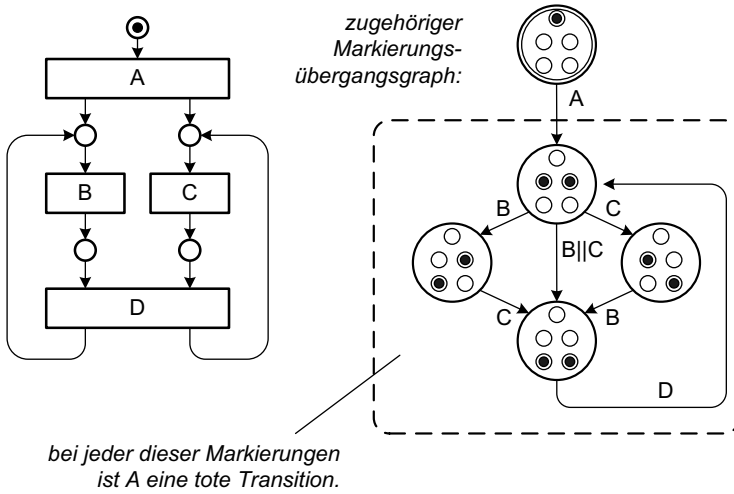 zugehöriger
Markierungs-
übergangsgraph:
A
A
B
C
B
C
B||C
C
B
D
D
bei jeder dieser Markierungen
ist A eine tote Transition.